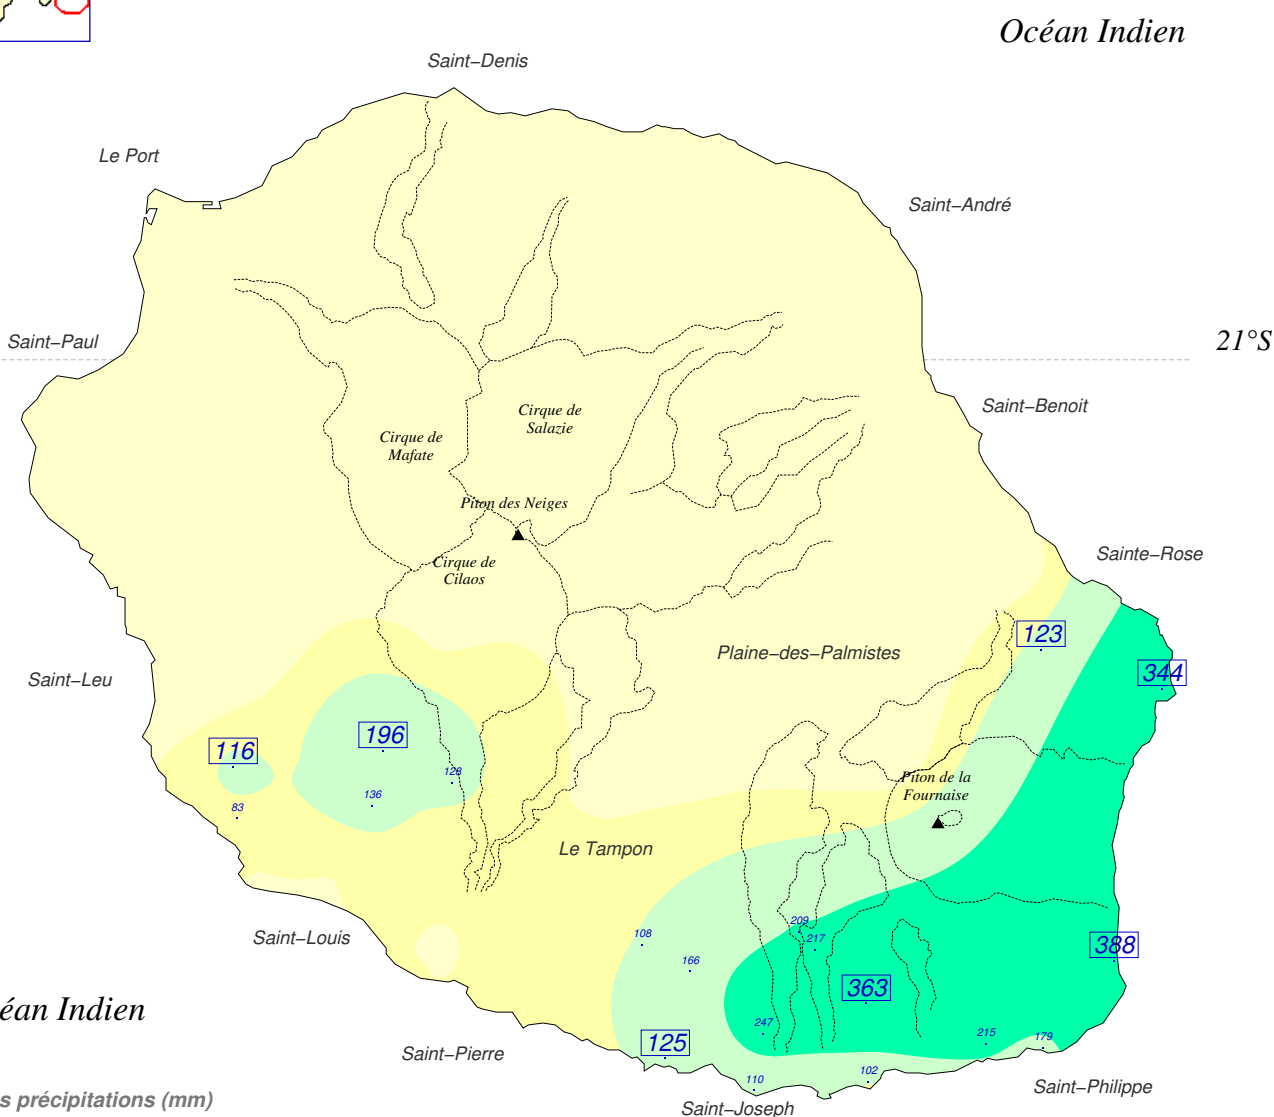 Océan Indien
Saint-Denis
Le Port
Saint-André
Saint-Paul
21°S
Saint-Benoit
Cirque de
Salazie
Cirque de
Mafate
Piton des Neiges
Sainte-Rose
Cirque de
Cilaos
123
Plaine-des-Palmistes
344
Saint-Leu
196
116
128
Piton de la
Fournaise
136
83
Le Tampon
209
108
217
Saint-Louis
388
166
363
éan Indien
247
215
179
125
Saint-Pierre
102
110
Saint-Philippe
s précipitations (mm)
Saint-Joseph